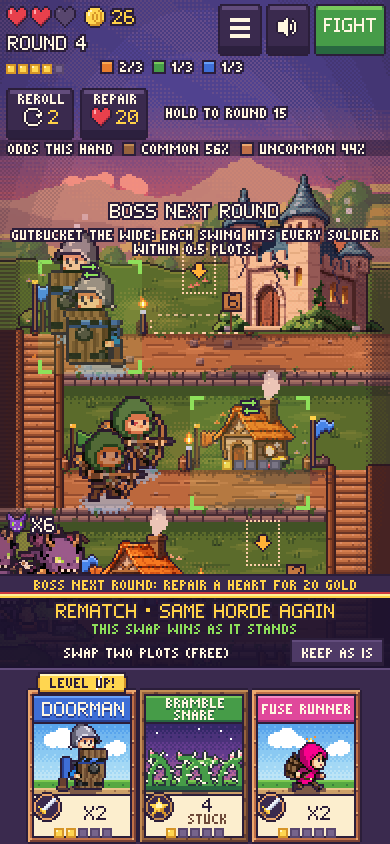 26
FIGHT
ROUND 4
2/3 1/3 1/3
REROLL
2
REPAIR
20
HOLD TO ROUND 15
ODDS THIS HAND COMMON 56% UNCOMMON 44%
BOSS NEXT ROUND
GUTBUCKET THE WIDE: EACH SWING HITS EVERY SOLDIER
WITHIN 0.5 PLOTS.
6
X6
BOSS NEXT ROUND: REPAIR A HEART FOR 20 GOLD
REMATCH • SAME HORDE AGAIN
THIS SWAP WINS AS IT STANDS
SWAP TWO PLOTS (FREE)
KEEP AS IS
LEVEL UP!
DOORMAN
X2
BRAMBLE
SNARE
4
STUCK
FUSE RUNNER
X2